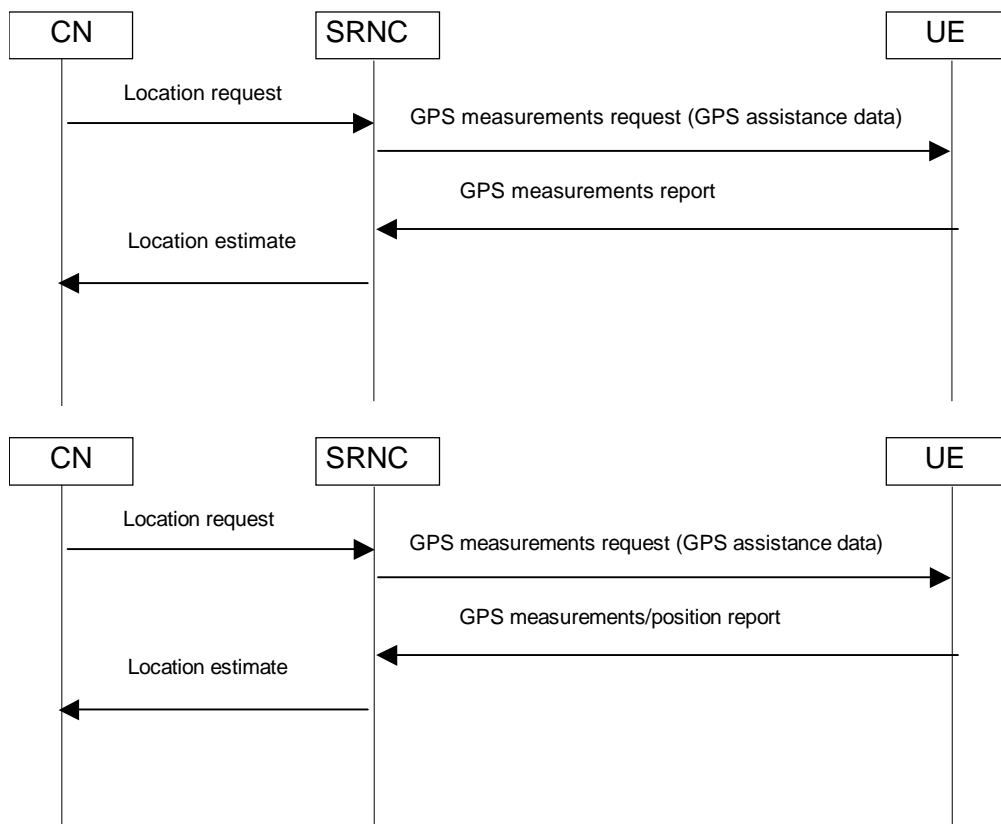 CN SRNC UE
Location request
GPS measurements request (GPS assistance data)
GPS measurements report
Location estimate
CN SRNC UE
Location request
GPS measurements request (GPS assistance data)
GPS measurements/position report
Location estimate